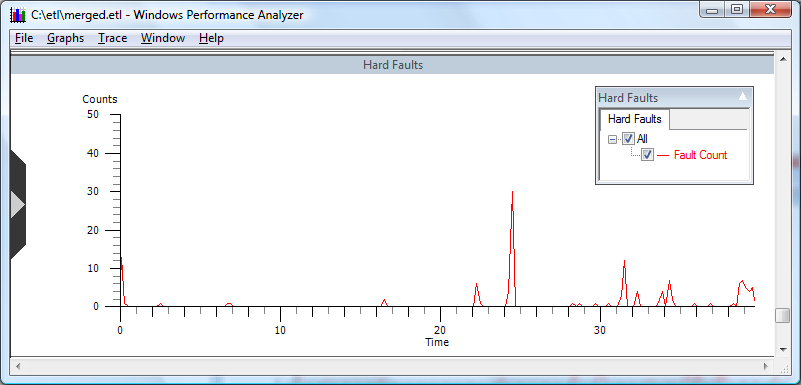 C:\etl\merged.etl - Windows Performance Analyzer
File Graphs Trace Window Help
Hard Faults
Counts
50
40
30
20
10
0
0 10 20 30
Time
Hard Faults
Hard Faults
All
Fault Count